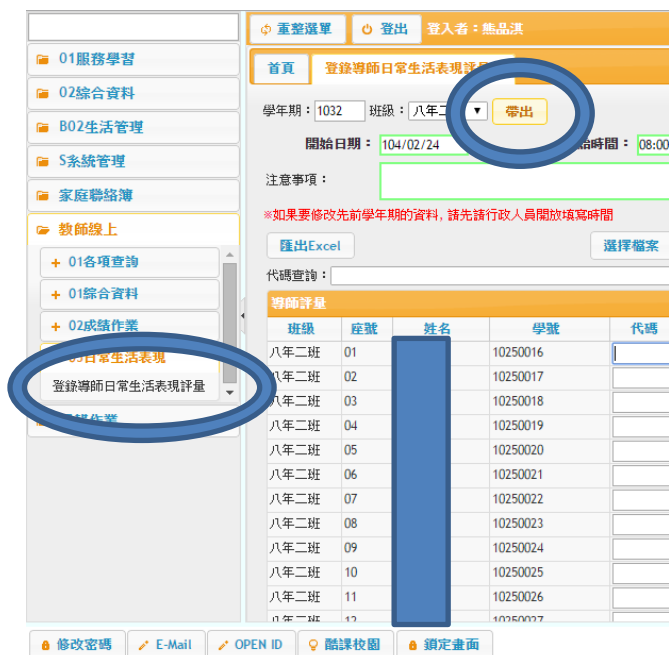 重整選單 登出 登入者：熊品淇
01服務學習
02綜合資料
B02生活管理
S系統管理
家庭聯絡簿
教師線上
+ 01各項查詢
+ 01綜合資料
+ 02成績作業
日常生活表現
登錄導師日常生活表現評量
作業
首頁 登錄導師日常生活表現評
學年期：1032 班級：八年二 帶出
開始日期：104/02/24 始時間：08:00
注意事項：
※如果要修改先前學年期的資料, 請先請行政人員開放填寫時間
匯出Excel 選擇檔案
代碼查詢：
導師評量
班級 座號 姓名 學號 代碼
八年二班 01 10250016
八年二班 02 10250017
八年二班 03 10250018
八年二班 04 10250019
八年二班 05 10250020
八年二班 06 10250021
八年二班 07 10250022
八年二班 08 10250023
八年二班 09 10250024
八年二班 10 10250025
八年二班 11 10250026
八年二班 12 10250027
修改密碼 E-Mail OPEN ID 酷課校園 鎖定畫面